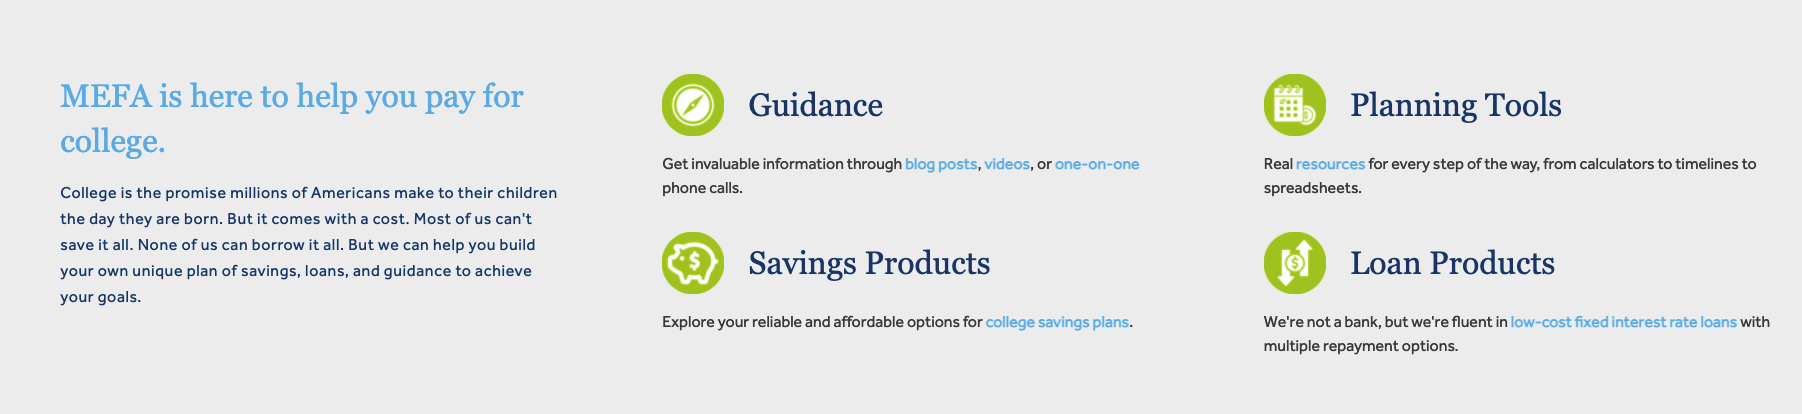 MEFA is here to help you pay for
college.
College is the promise millions of Americans make to their children
the day they are born. But it comes with a cost. Most of us can't
save it all. None of us can borrow it all. But we can help you build
your own unique plan of savings, loans, and guidance to achieve
your goals.
Guidance
Get invaluable information through blog posts, videos, or one-on-one
phone calls.
Savings Products
Explore your reliable and affordable options for college savings plans.
Planning Tools
Real resources for every step of the way, from calculators to timelines to
spreadsheets.
Loan Products
We're not a bank, but we're fluent in low-cost fixed interest rate loans with
multiple repayment options.